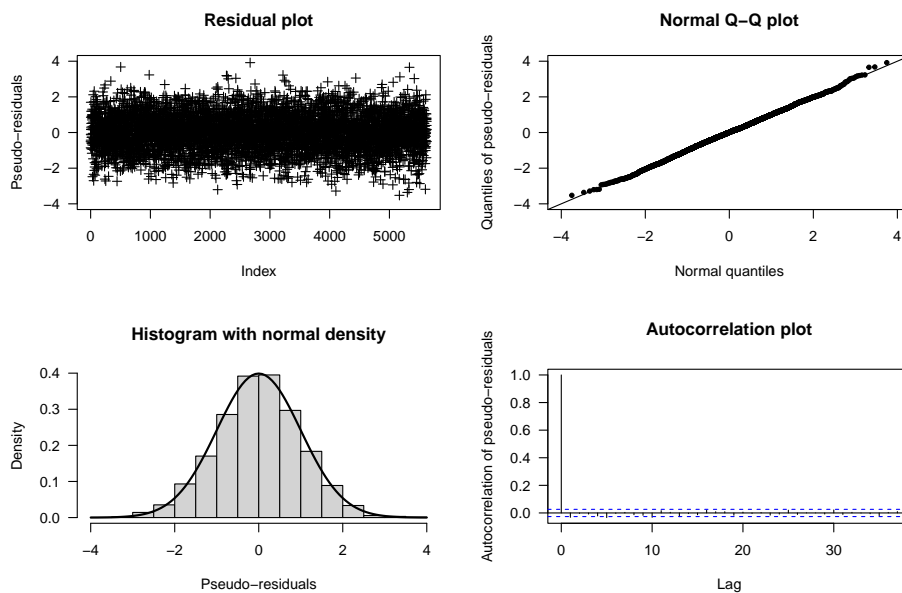 Residual plot
Pseudo−residuals
4
2
0
−2
−4
0 1000 2000 3000 4000 5000
Index
Normal Q−Q plot
Quantiles of pseudo−residuals
4
2
0
−2
−4
−4 −2 0 2 4
Normal quantiles
Histogram with normal density
Density
0.4
0.3
0.2
0.1
0.0
−4 −2 0 2 4
Pseudo−residuals
Autocorrelation plot
Autocorrelation of pseudo−residuals
1.0
0.8
0.6
0.4
0.2
0.0
0 10 20 30
Lag